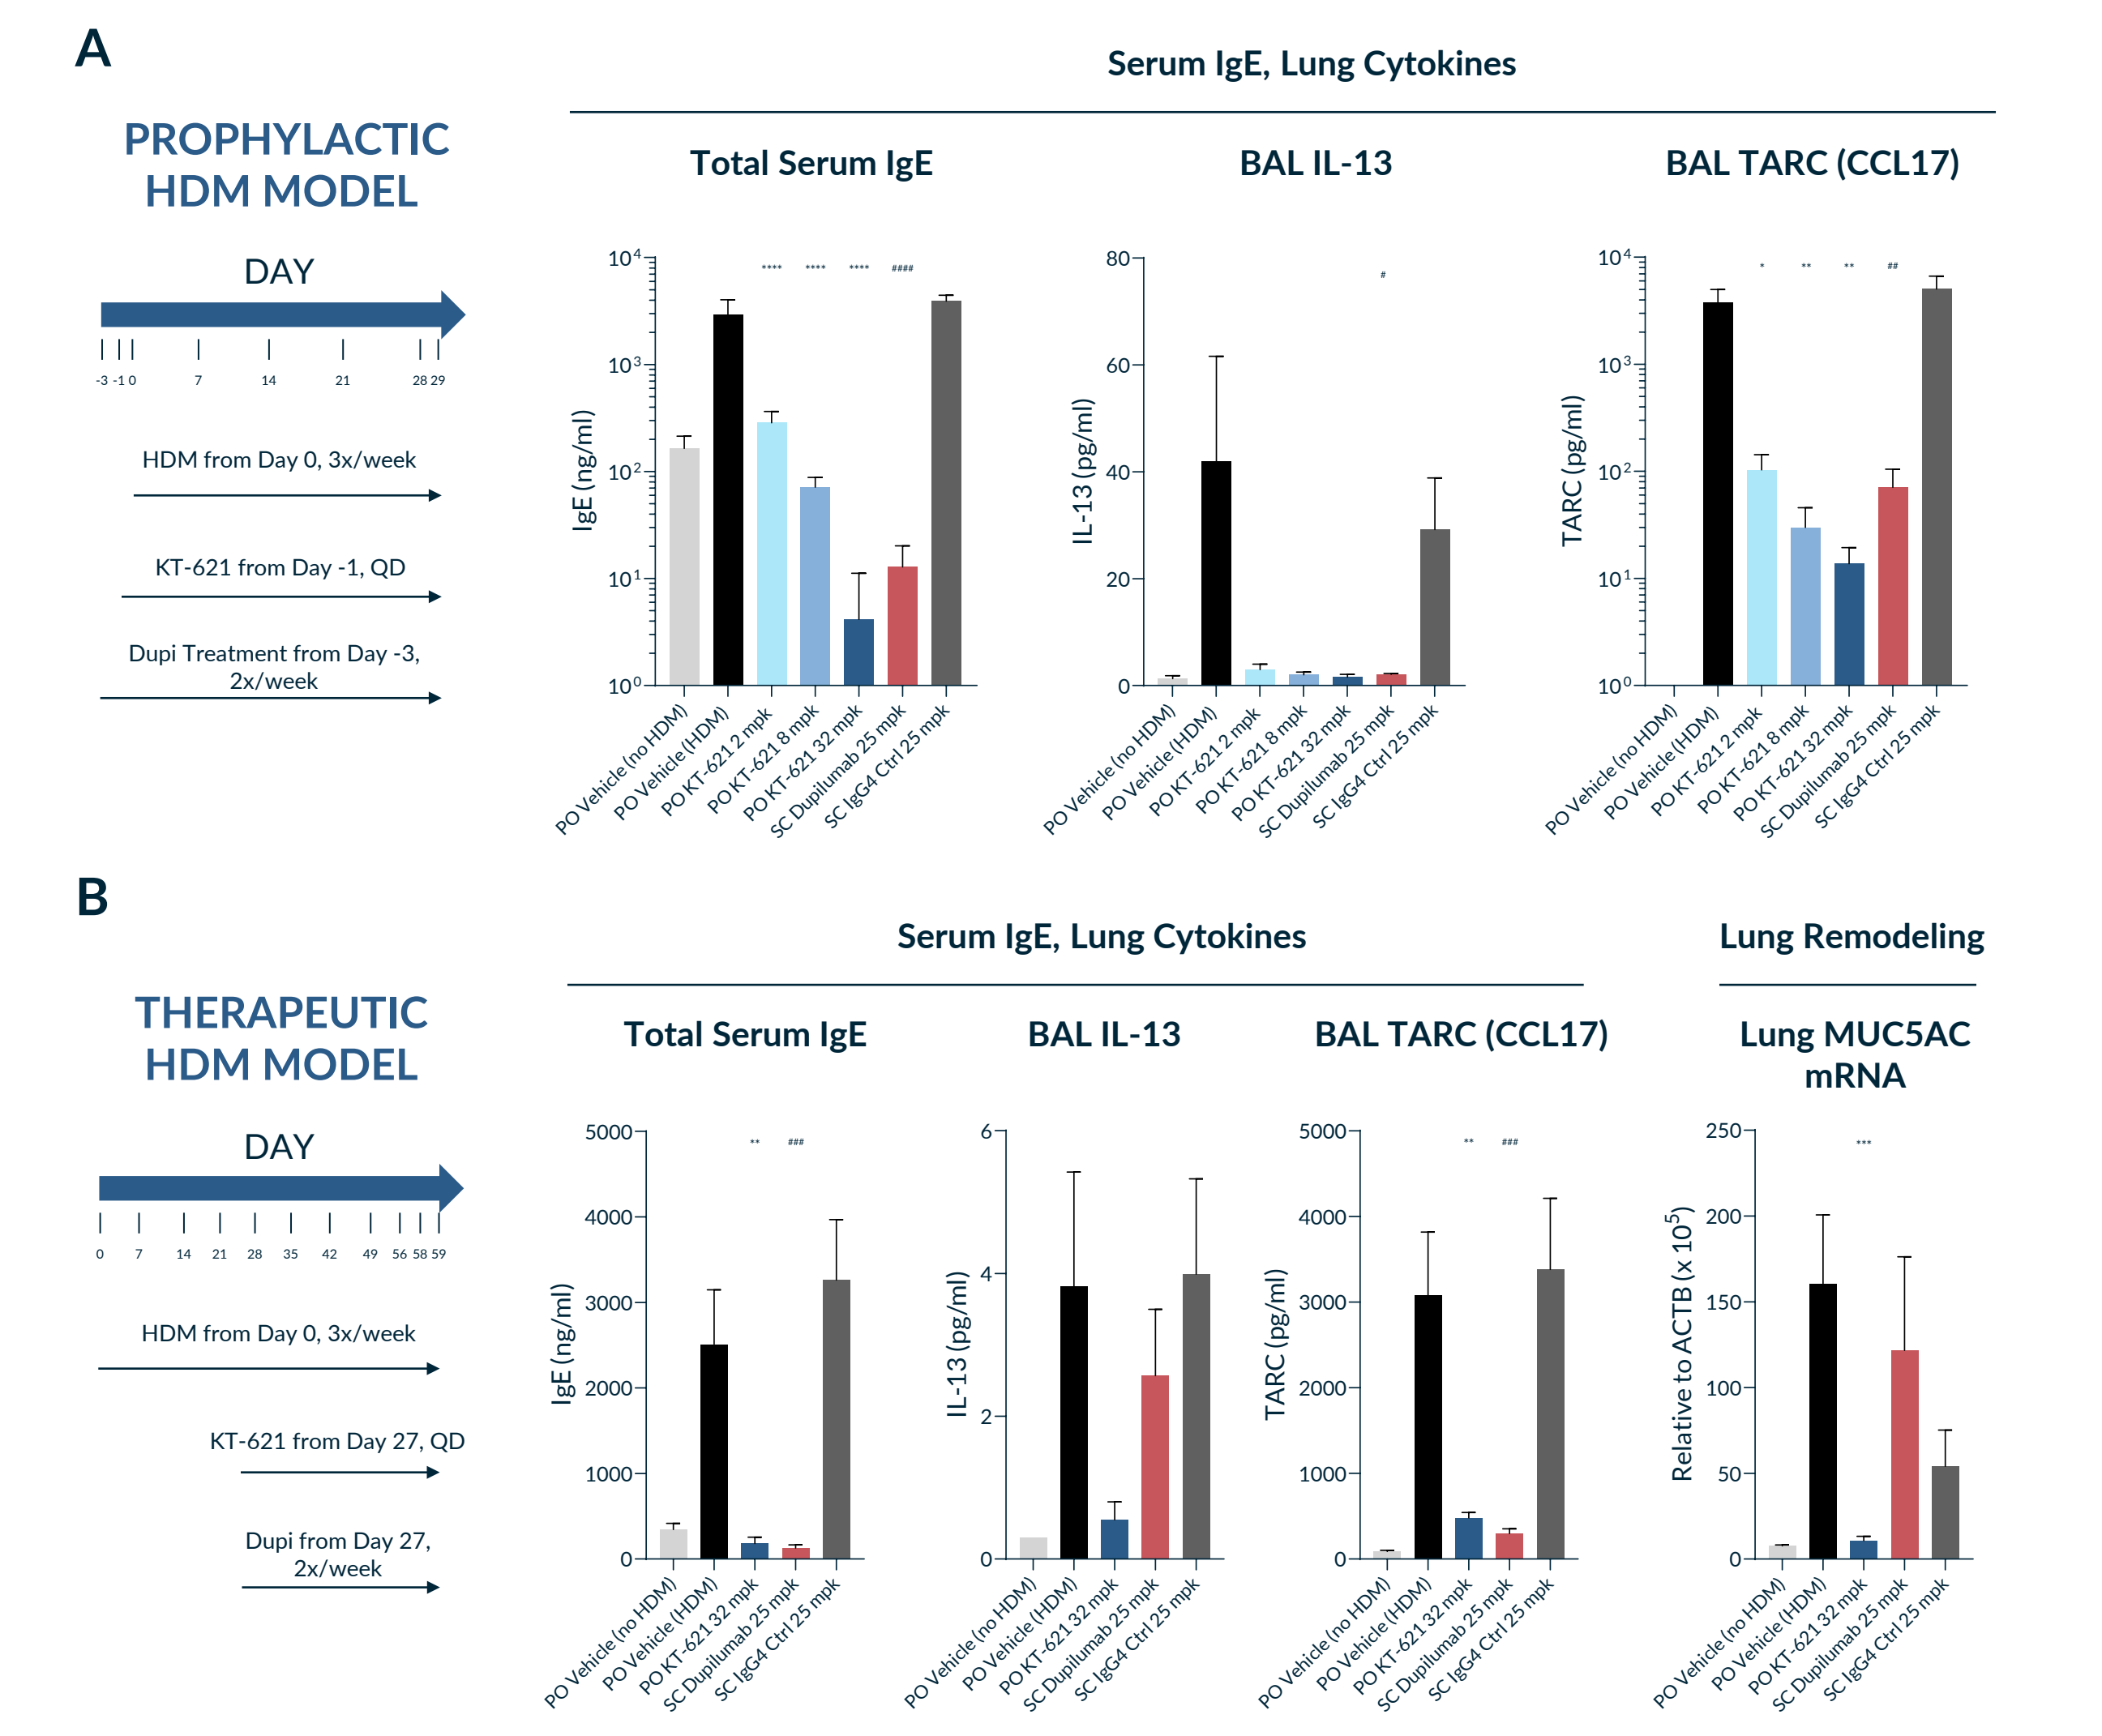 A
Serum IgE, Lung Cytokines
PROPHYLACTIC
HDM MODEL
Total Serum IgE
BAL IL-13
BAL TARC (CCL17)
DAY
-3 -1 0 7 14 21 28 29
HDM from Day 0, 3x/week
KT-621 from Day -1, QD
Dupi Treatment from Day -3,
2x/week
IgE (ng/ml)
10⁴
10³
10²
10¹
10⁰
**** **** **** ####
PO Vehicle (no HDM)
PO Vehicle (HDM)
PO KT-621 2 mpk
PO KT-621 8 mpk
PO KT-621 32 mpk
SC Dupilumab 25 mpk
SC IgG4 Ctrl 25 mpk
IL-13 (pg/ml)
80
60
40
20
0
#
PO Vehicle (no HDM)
PO Vehicle (HDM)
PO KT-621 2 mpk
PO KT-621 8 mpk
PO KT-621 32 mpk
SC Dupilumab 25 mpk
SC IgG4 Ctrl 25 mpk
TARC (pg/ml)
10⁴
10³
10²
10¹
10⁰
* ** ** ##
PO Vehicle (no HDM)
PO Vehicle (HDM)
PO KT-621 2 mpk
PO KT-621 8 mpk
PO KT-621 32 mpk
SC Dupilumab 25 mpk
SC IgG4 Ctrl 25 mpk
B
Serum IgE, Lung Cytokines
Lung Remodeling
THERAPEUTIC
HDM MODEL
Total Serum IgE
BAL IL-13
BAL TARC (CCL17)
Lung MUC5AC
mRNA
DAY
0 7 14 21 28 35 42 49 56 58 59
HDM from Day 0, 3x/week
KT-621 from Day 27, QD
Dupi from Day 27,
2x/week
IgE (ng/ml)
5000
4000
3000
2000
1000
0
** ###
PO Vehicle (no HDM)
PO Vehicle (HDM)
PO KT-621 32 mpk
SC Dupilumab 25 mpk
SC IgG4 Ctrl 25 mpk
IL-13 (pg/ml)
6
4
2
0
PO Vehicle (no HDM)
PO Vehicle (HDM)
PO KT-621 32 mpk
SC Dupilumab 25 mpk
SC IgG4 Ctrl 25 mpk
TARC (pg/ml)
5000
4000
3000
2000
1000
0
** ###
PO Vehicle (no HDM)
PO Vehicle (HDM)
PO KT-621 32 mpk
SC Dupilumab 25 mpk
SC IgG4 Ctrl 25 mpk
Relative to ACTB (x 10⁵)
250
200
150
100
50
0
***
PO Vehicle (no HDM)
PO Vehicle (HDM)
PO KT-621 32 mpk
SC Dupilumab 25 mpk
SC IgG4 Ctrl 25 mpk